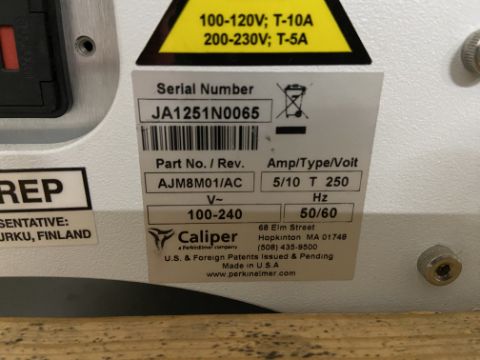 100-120V; T-10A
200-230V; T-5A
Serial Number
JA1251N0065
Part No. / Rev.
Amp/Type/Volt
AJM8M01/AC
5/10 T 250
V~
Hz
100-240
50/60
Caliper
a PerkinElmer company
68 Elm Street
Hopkinton MA 01748
(508) 435-9500
U.S. & Foreign Patents Issued & Pending
Made in U.S.A
www.perkinelmer.com
REP
ESENTATIVE:
URKU, FINLAND